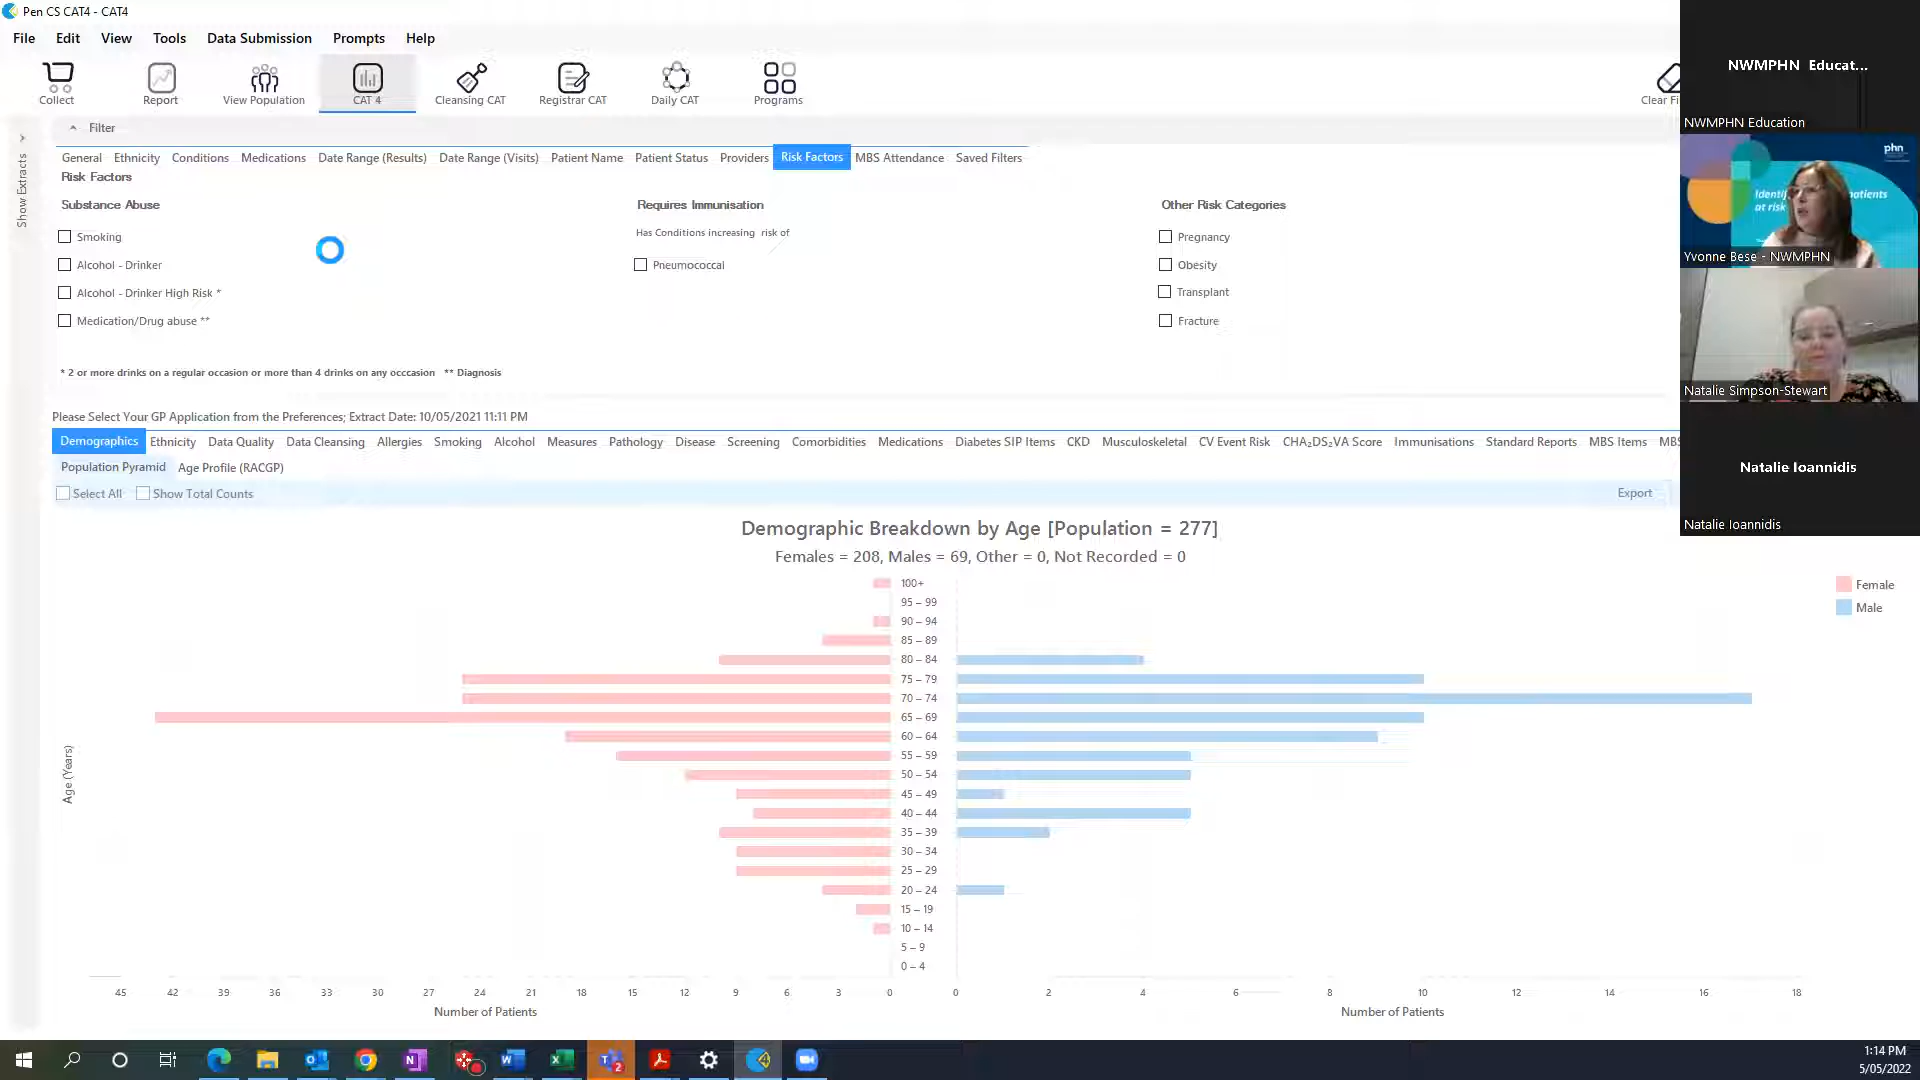 Pen CS CAT4 - CAT4
File Edit View Tools Data Submission Prompts Help
Collect Report View Population CAT 4 Cleansing CAT Registrar CAT Daily CAT Programs Clear Fi
Filter
Show Extracts
General Ethnicity Conditions Medications Date Range (Results) Date Range (Visits) Patient Name Patient Status Providers Risk Factors MBS Attendance Saved Filters
Risk Factors
Substance Abuse Requires Immunisation Other Risk Categories
Has Conditions increasing risk of
Smoking Pregnancy
Alcohol - Drinker Pneumococcal Obesity
Alcohol - Drinker High Risk * Transplant
Medication/Drug abuse ** Fracture
* 2 or more drinks on a regular occasion or more than 4 drinks on any occcasion ** Diagnosis
Please Select Your GP Application from the Preferences; Extract Date: 10/05/2021 11:11 PM
Demographics Ethnicity Data Quality Data Cleansing Allergies Smoking Alcohol Measures Pathology Disease Screening Comorbidities Medications Diabetes SIP Items CKD Musculoskeletal CV Event Risk CHA₂DS₂VA Score Immunisations Standard Reports MBS Items MBS
Population Pyramid Age Profile (RACGP)
Select All Show Total Counts Export
Demographic Breakdown by Age [Population = 277]
Females = 208, Males = 69, Other = 0, Not Recorded = 0
Female
Male
100+
95 – 99
90 – 94
85 – 89
80 – 84
75 – 79
70 – 74
65 – 69
60 – 64
55 – 59
50 – 54
45 – 49
40 – 44
35 – 39
30 – 34
25 – 29
20 – 24
15 – 19
10 – 14
5 – 9
0 – 4
Age (Years)
45 42 39 36 33 30 27 24 21 18 15 12 9 6 3 0 0 2 4 6 8 10 12 14 16 18
Number of Patients Number of Patients
NWMPHN Educat...
NWMPHN Education
phn
Identif patients
at risk
Yvonne Bese - NWMPHN
Natalie Simpson-Stewart
Natalie Ioannidis
Natalie Ioannidis
1:14 PM
5/05/2022